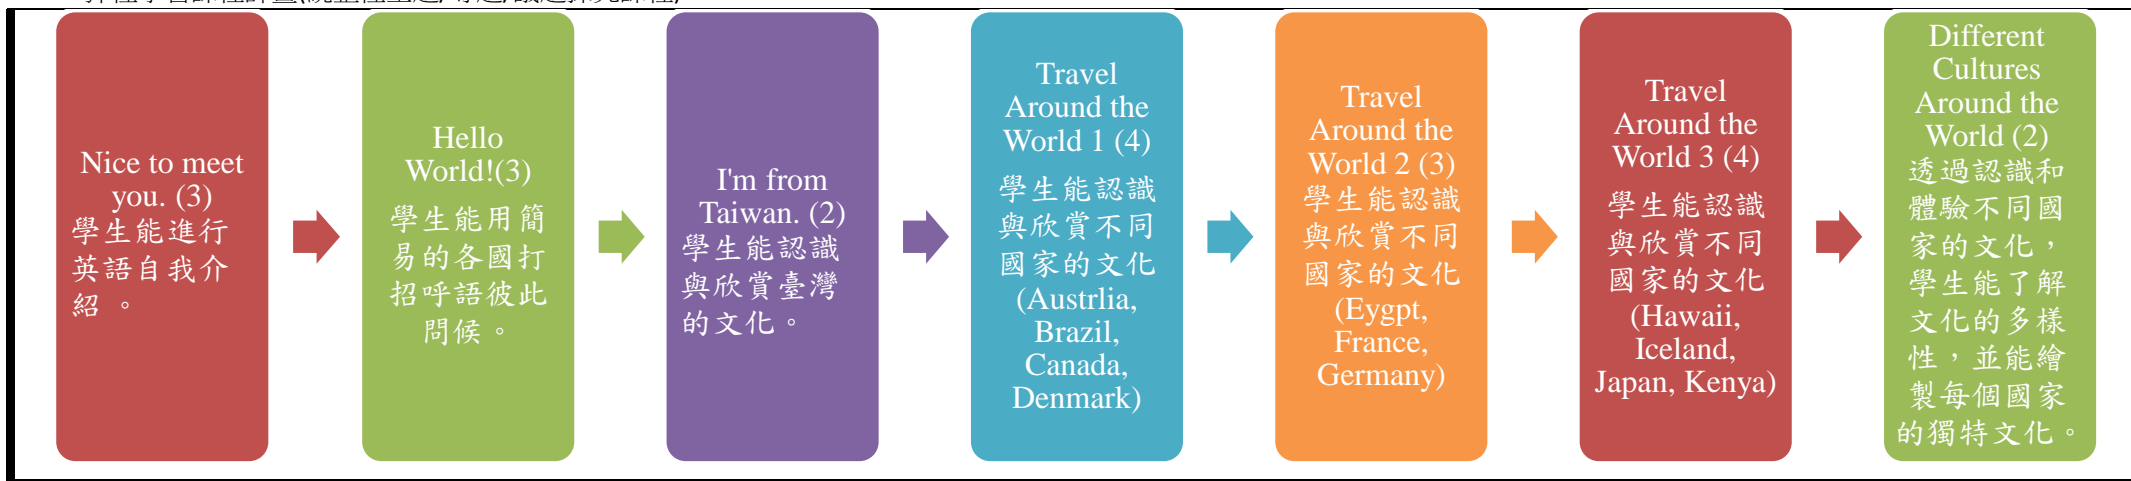 Nice to meet
you. (3)
學生能進行
英語自我介
紹 。
Hello
World!(3)
學生能用簡
易的各國打
招呼語彼此
問候。
I'm from
Taiwan. (2)
學生能認識
與欣賞臺灣
的文化。
Travel
Around the
World 1 (4)
學生能認識
與欣賞不同
國家的文化
(Austrlia,
Brazil,
Canada,
Denmark)
Travel
Around the
World 2 (3)
學生能認識
與欣賞不同
國家的文化
(Eygpt,
France,
Germany)
Travel
Around the
World 3 (4)
學生能認識
與欣賞不同
國家的文化
(Hawaii,
Iceland,
Japan, Kenya)
Different
Cultures
Around the
World (2)
透過認識和
體驗不同國
家的文化，
學生能了解
文化的多樣
性，並能繪
製每個國家
的獨特文化。